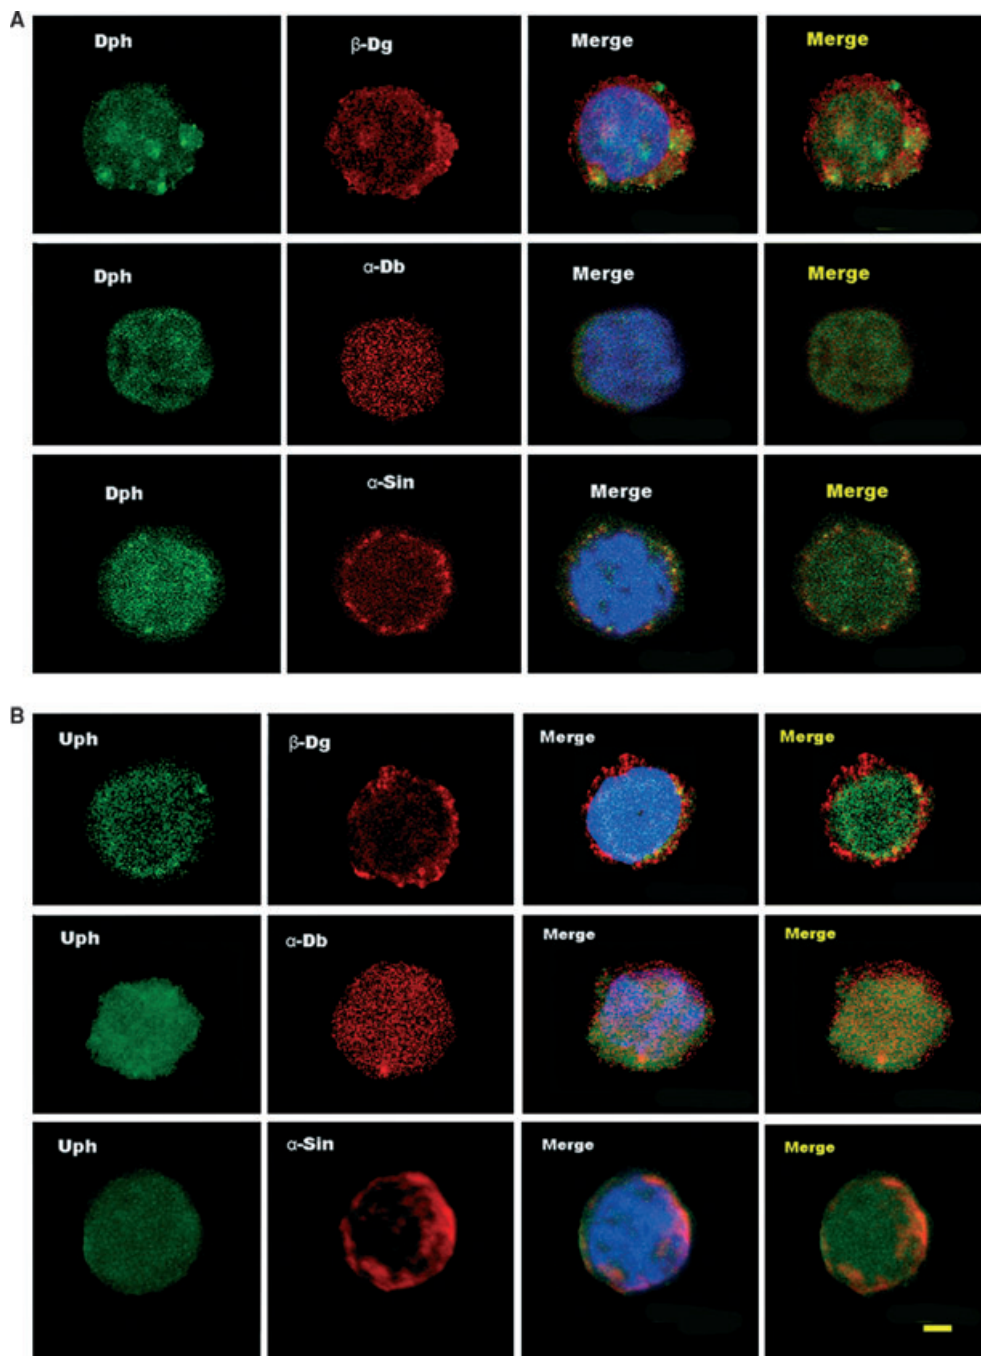 A
Dph β-Dg Merge Merge
Dph α-Db Merge Merge
Dph α-Sin Merge Merge
B
Uph β-Dg Merge Merge
Uph α-Db Merge Merge
Uph α-Sin Merge Merge